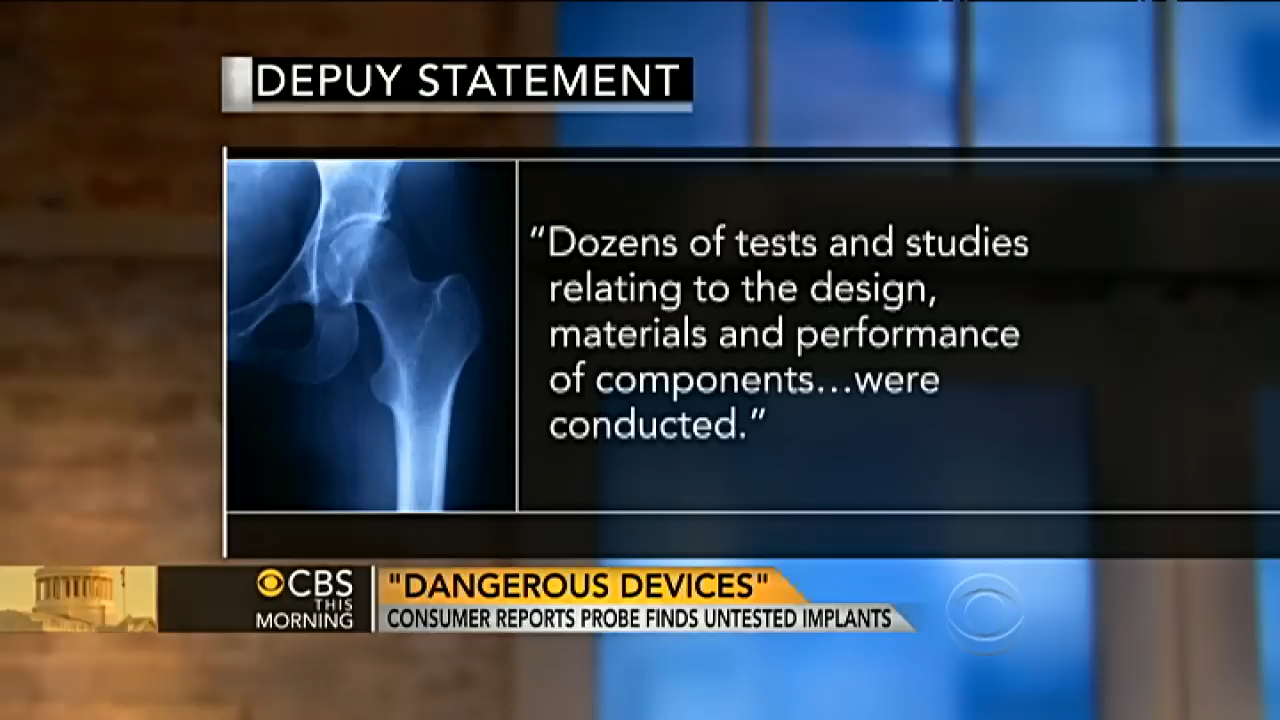 DEPUY STATEMENT
“Dozens of tests and studies
relating to the design,
materials and performance
of components...were
conducted.”
CBS
THIS
MORNING
"DANGEROUS DEVICES"
CONSUMER REPORTS PROBE FINDS UNTESTED IMPLANTS